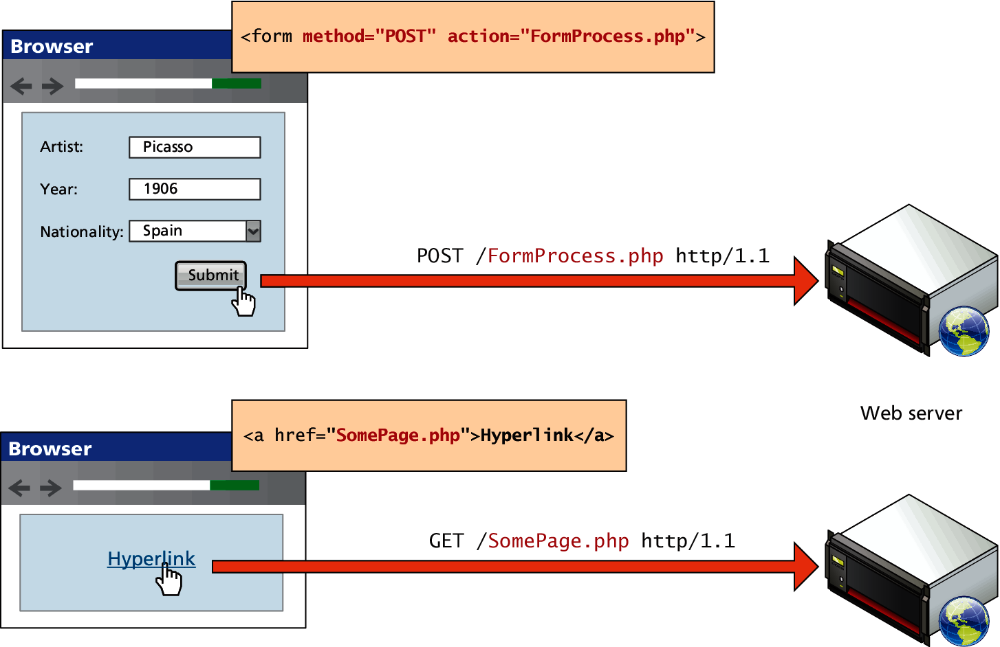 <form method="POST" action="FormProcess.php">
Browser
Artist: Picasso
Year: 1906
Nationality: Spain
Submit
POST /FormProcess.php http/1.1
Web server
<a href="SomePage.php">Hyperlink</a>
Browser
Hyperlink
GET /SomePage.php http/1.1